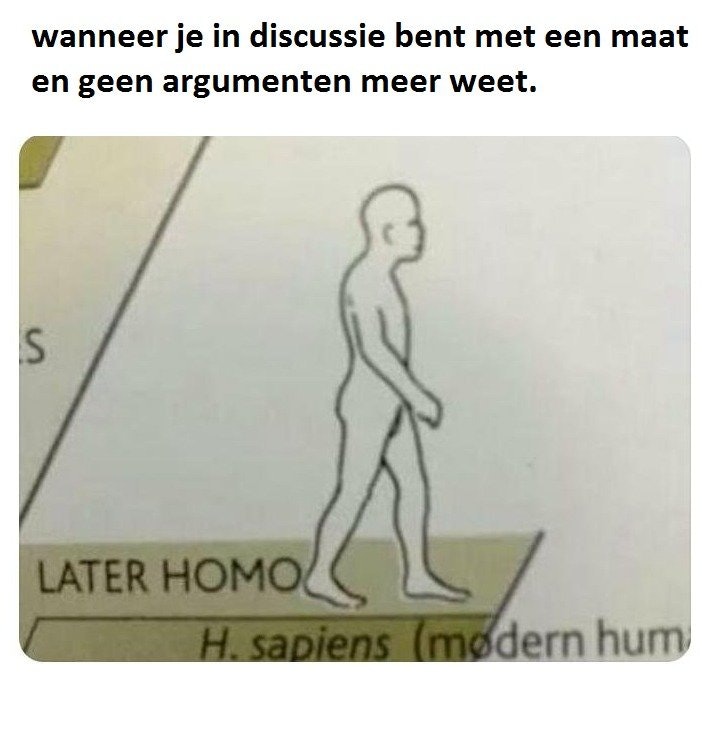 wanneer je in discussie bent met een maat
en geen argumenten meer weet.
S
LATER HOMO
H. sapiens (modern hum